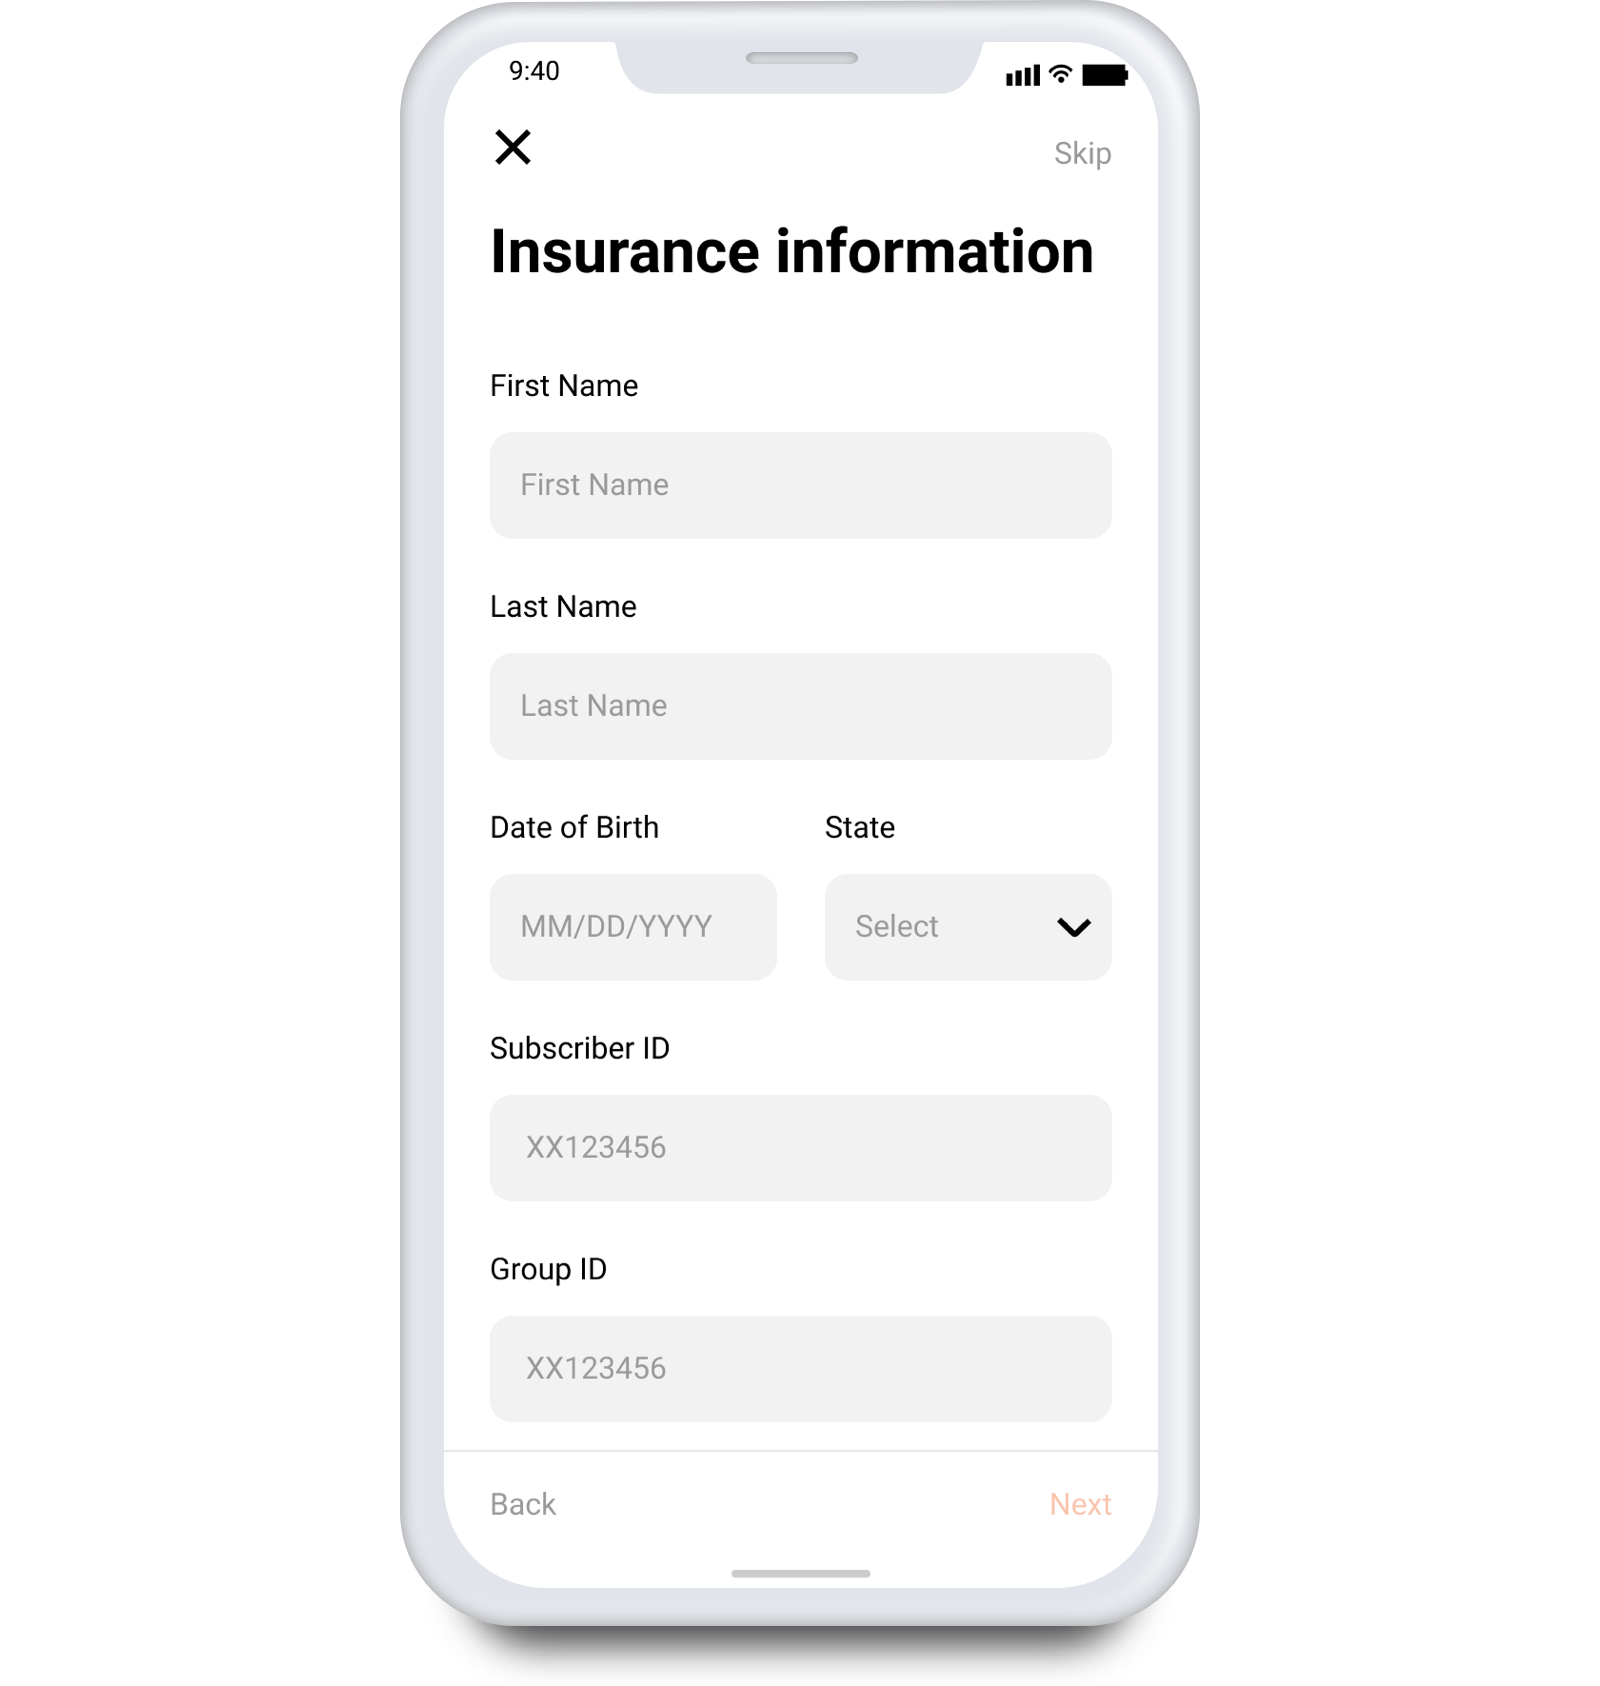 9:40
Skip
Insurance information
First Name
First Name
Last Name
Last Name
Date of Birth State
MM/DD/YYYY Select
Subscriber ID
XX123456
Group ID
XX123456
Back Next